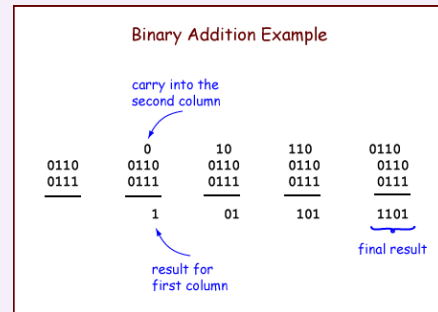 Binary Addition Example
carry into the
second column
0 10 110 0110
0110 0110 0110 0110 0110
0111 0111 0111 0111 0111
1 01 101 1101
result for
first column
final result